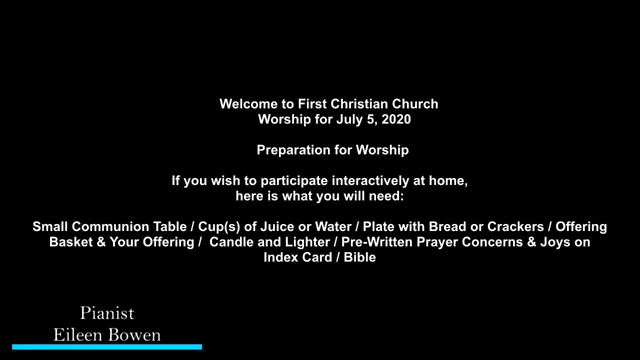 Welcome to First Christian Church
Worship for July 5, 2020
Preparation for Worship
If you wish to participate interactively at home,
here is what you will need:
Small Communion Table / Cup(s) of Juice or Water / Plate with Bread or Crackers / Offering
Basket & Your Offering / Candle and Lighter / Pre-Written Prayer Concerns & Joys on
Index Card / Bible
Pianist
Eileen Bowen